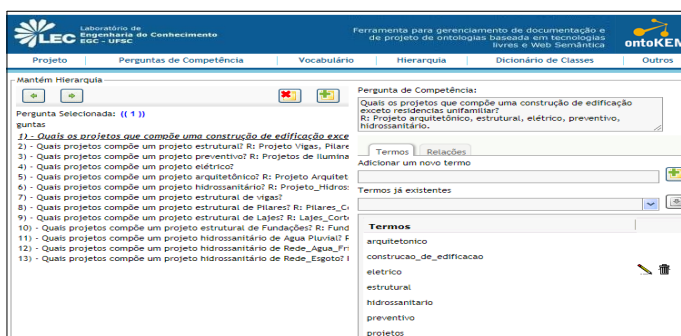 LEC
Laboratório de
Engenharia do Conhecimento
EGC - UFSC
Ferramenta para gerenciamento de documentação e
de projeto de ontologias baseada em tecnologias
livres e Web Semântica
ontoKEM
Projeto Perguntas de Competência Vocabulário Hierarquia Dicionário de Classes Outros
Mantém Hierarquia
Pergunta Selecionada: (( 1 ))
guntas
1) - Quais os projetos que compõe uma construção de edificação exce
2) - Quais projetos compõe um projeto estrutural? R: Projeto Vigas, Pilare
3) - Quais projetos compõe um projeto preventivo? R: Projetos de Ilumina
4) - Quais projetos compõe um projeto elétrico?
5) - Quais projetos compõe um projeto arquitetônico? R: Projeto Arquitet
6) - Quais projetos compõe um projeto hidrossanitário? R: Projeto_Hidros
7) - Quais projetos compõe um projeto estrutural de vigas?
8) - Quais projetos compõe um projeto estrutural de Pilares? R: Pilares_C
9) - Quais projetos compõe um projeto estrutural de Lajes? R: Lajes_Cort
10) - Quais projetos compõe um projeto estrutural de Fundações? R: Fund
11) - Quais projetos compõe um projeto hidrossanitário de Agua Pluvial? R
12) - Quais projetos compõe um projeto hidrossanitário de Rede_Agua_Fri
13) - Quais projetos compõe um projeto hidrossanitário de Rede_Esgoto? R
Pergunta de Competência:
Quais os projetos que compõe uma construção de edificação
exceto residencias unifamiliar?
R: Projeto arquitetônico, estrutural, elétrico, preventivo,
hidrossanitário.
Termos Relações
Adicionar um novo termo
Termos já existentes
Termos
arquitetonico
construcao_de_edificacao
eletrico
estrutural
hidrossanitario
preventivo
projetos